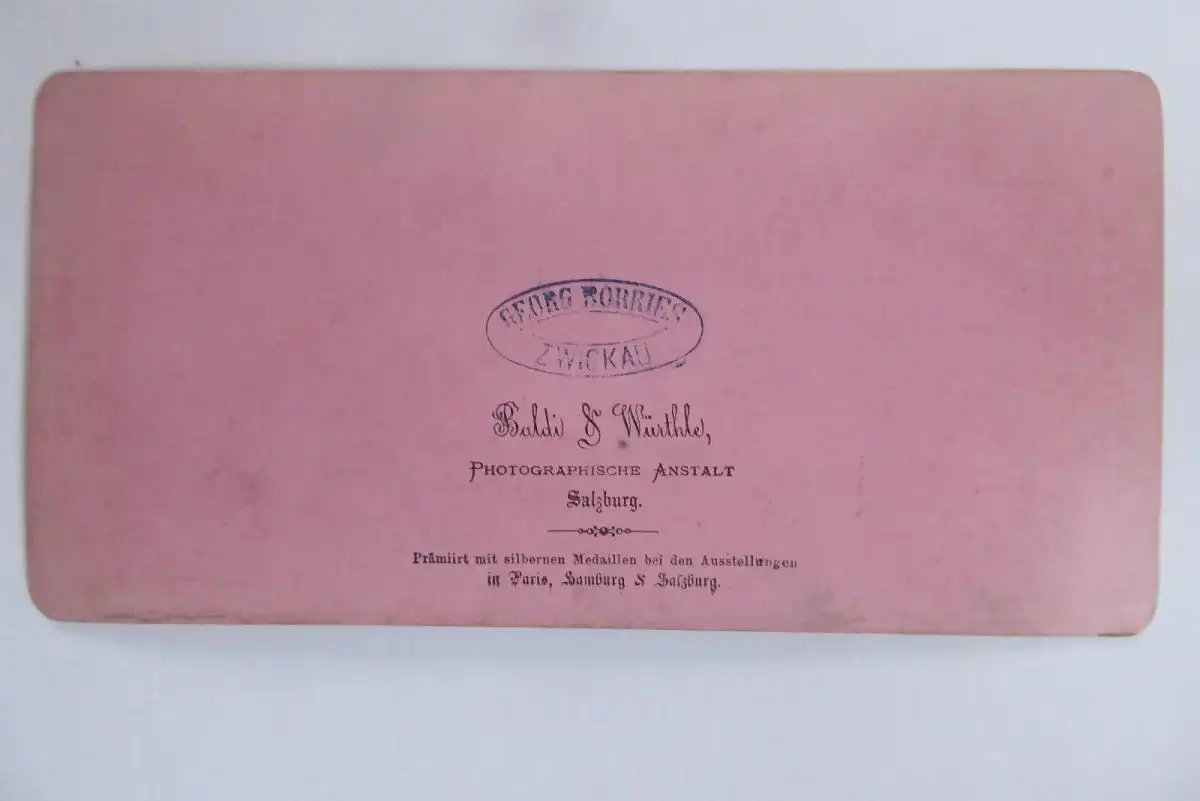 GEORG BORRIES
ZWICKAU
Baldi & Würthle,
PHOTOGRAPHISCHE ANSTALT
Salzburg.
Prämiirt mit silbernen Medaillen bei den Ausstellungen
in Paris, Hamburg & Salzburg.